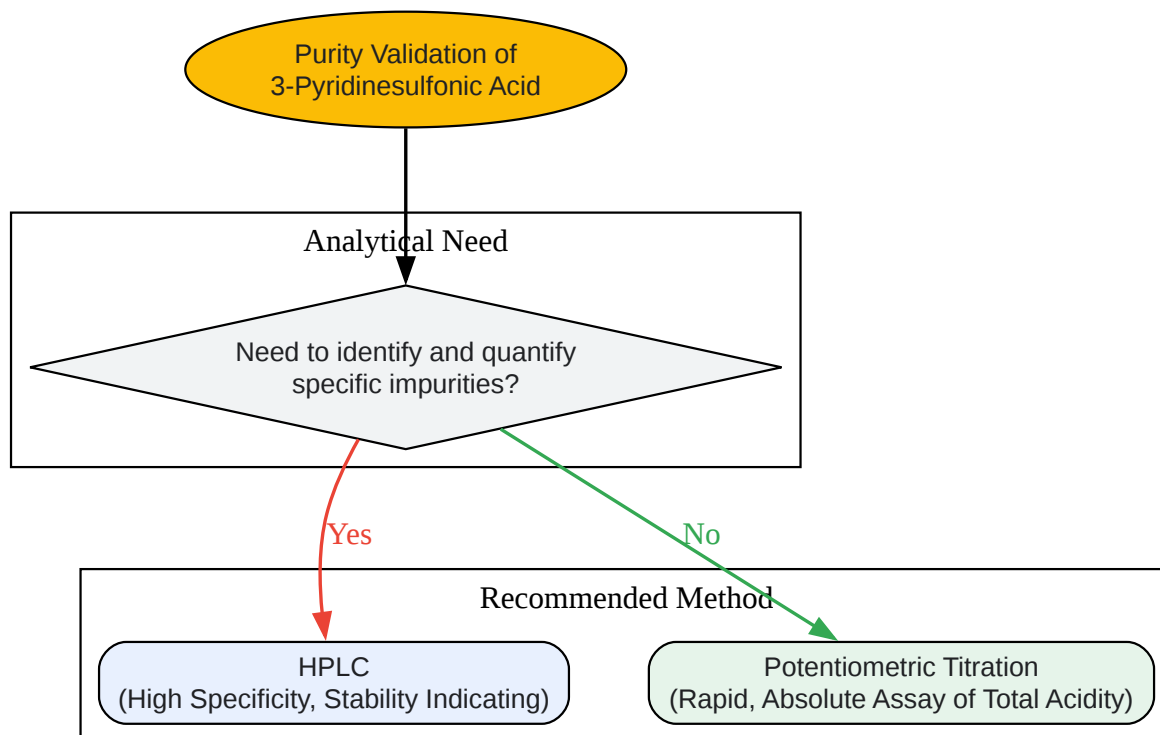 Purity Validation of
3-Pyridinesulfonic Acid
Analytical Need
Need to identify and quantify
specific impurities?
Yes
No
Recommended Method
HPLC
(High Specificity, Stability Indicating)
Potentiometric Titration
(Rapid, Absolute Assay of Total Acidity)